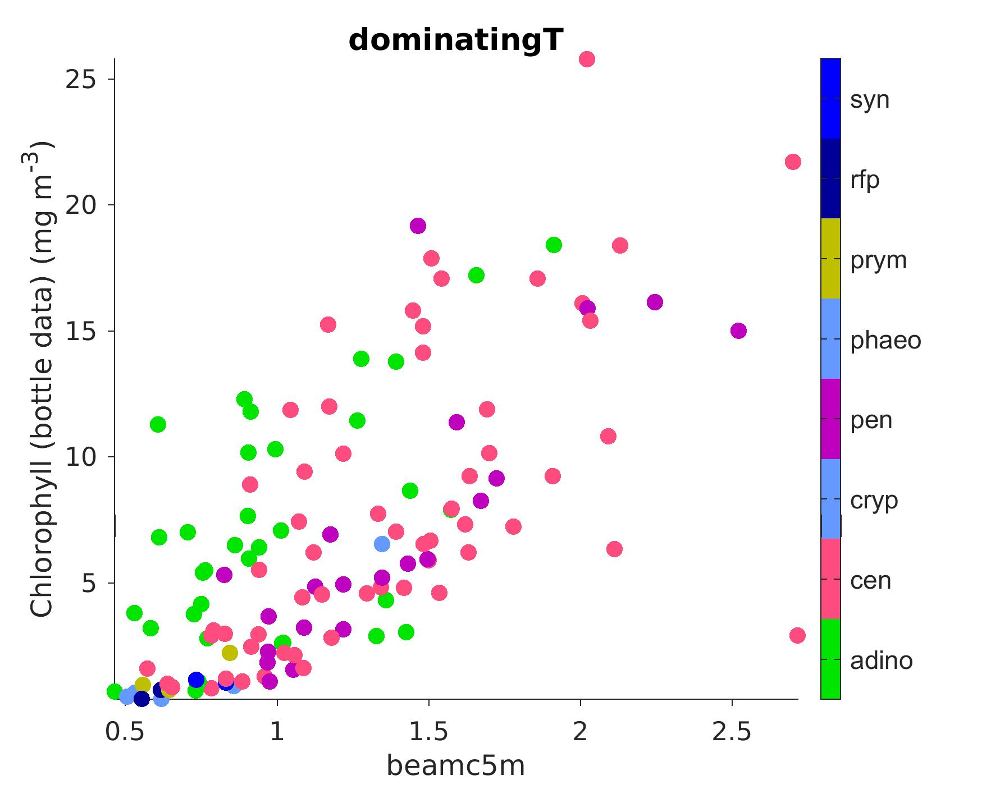 dominatingT
Chlorophyll (bottle data) (mg m-3)
25
20
15
10
5
0.5 1 1.5 2 2.5
beamc5m
syn
rfp
prym
phaeo
pen
cryp
cen
adino